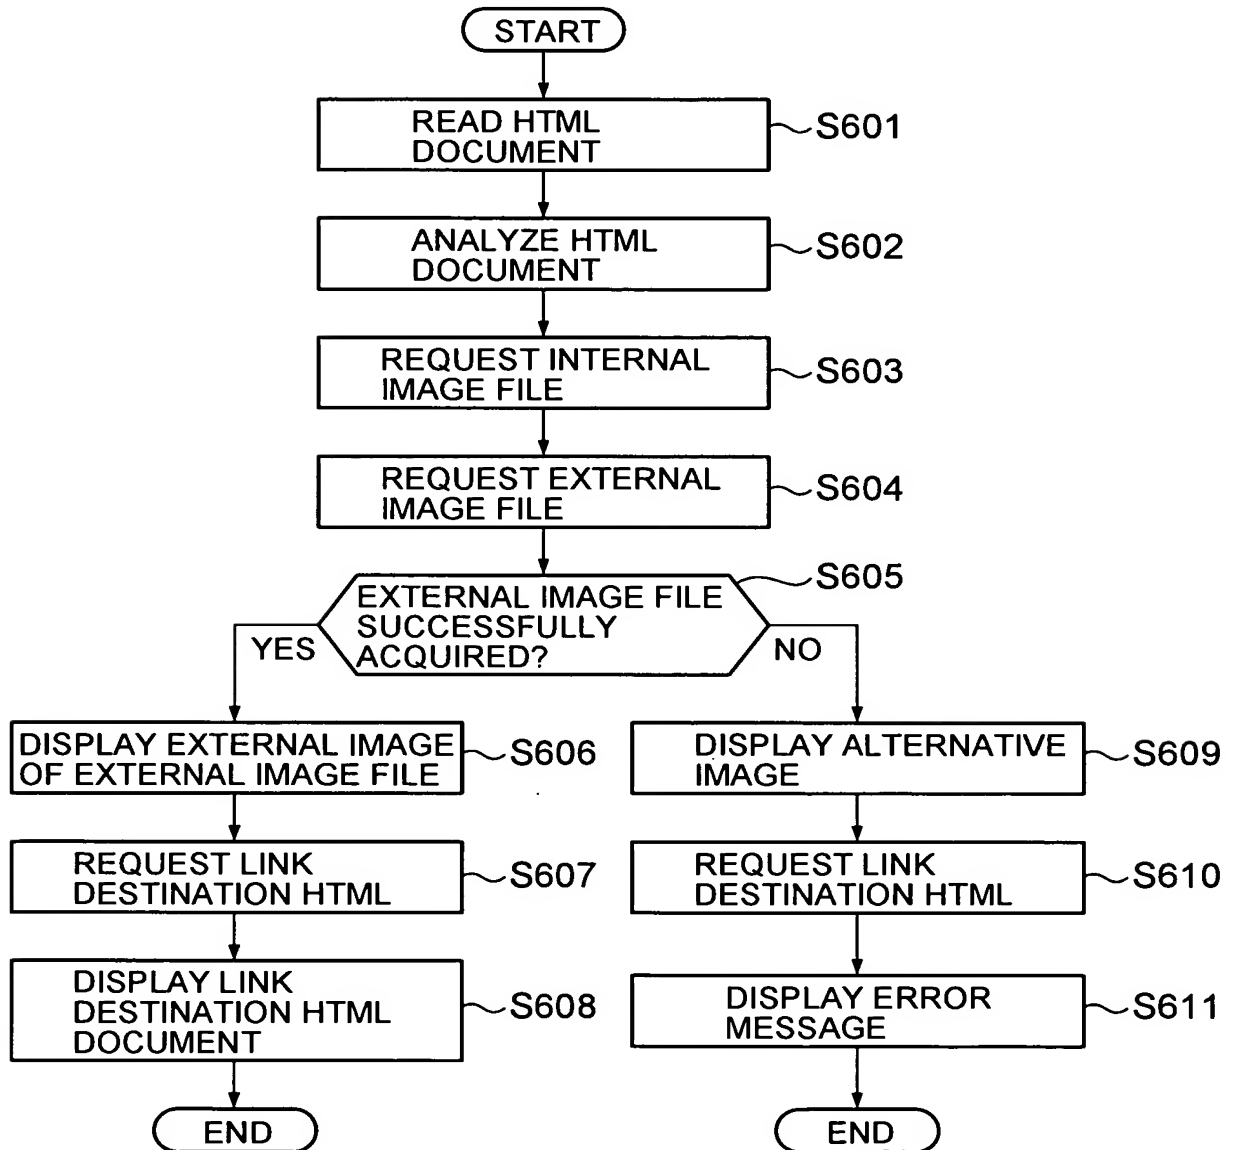 START
READ HTML
DOCUMENT
S601
ANALYZE HTML
DOCUMENT
S602
REQUEST INTERNAL
IMAGE FILE
S603
REQUEST EXTERNAL
IMAGE FILE
S604
EXTERNAL IMAGE FILE
SUCCESSFULLY
ACQUIRED?
S605
YES
NO
DISPLAY EXTERNAL IMAGE
OF EXTERNAL IMAGE FILE
S606
REQUEST LINK
DESTINATION HTML
S607
DISPLAY LINK
DESTINATION HTML
DOCUMENT
S608
END
DISPLAY ALTERNATIVE
IMAGE
S609
REQUEST LINK
DESTINATION HTML
S610
DISPLAY ERROR
MESSAGE
S611
END